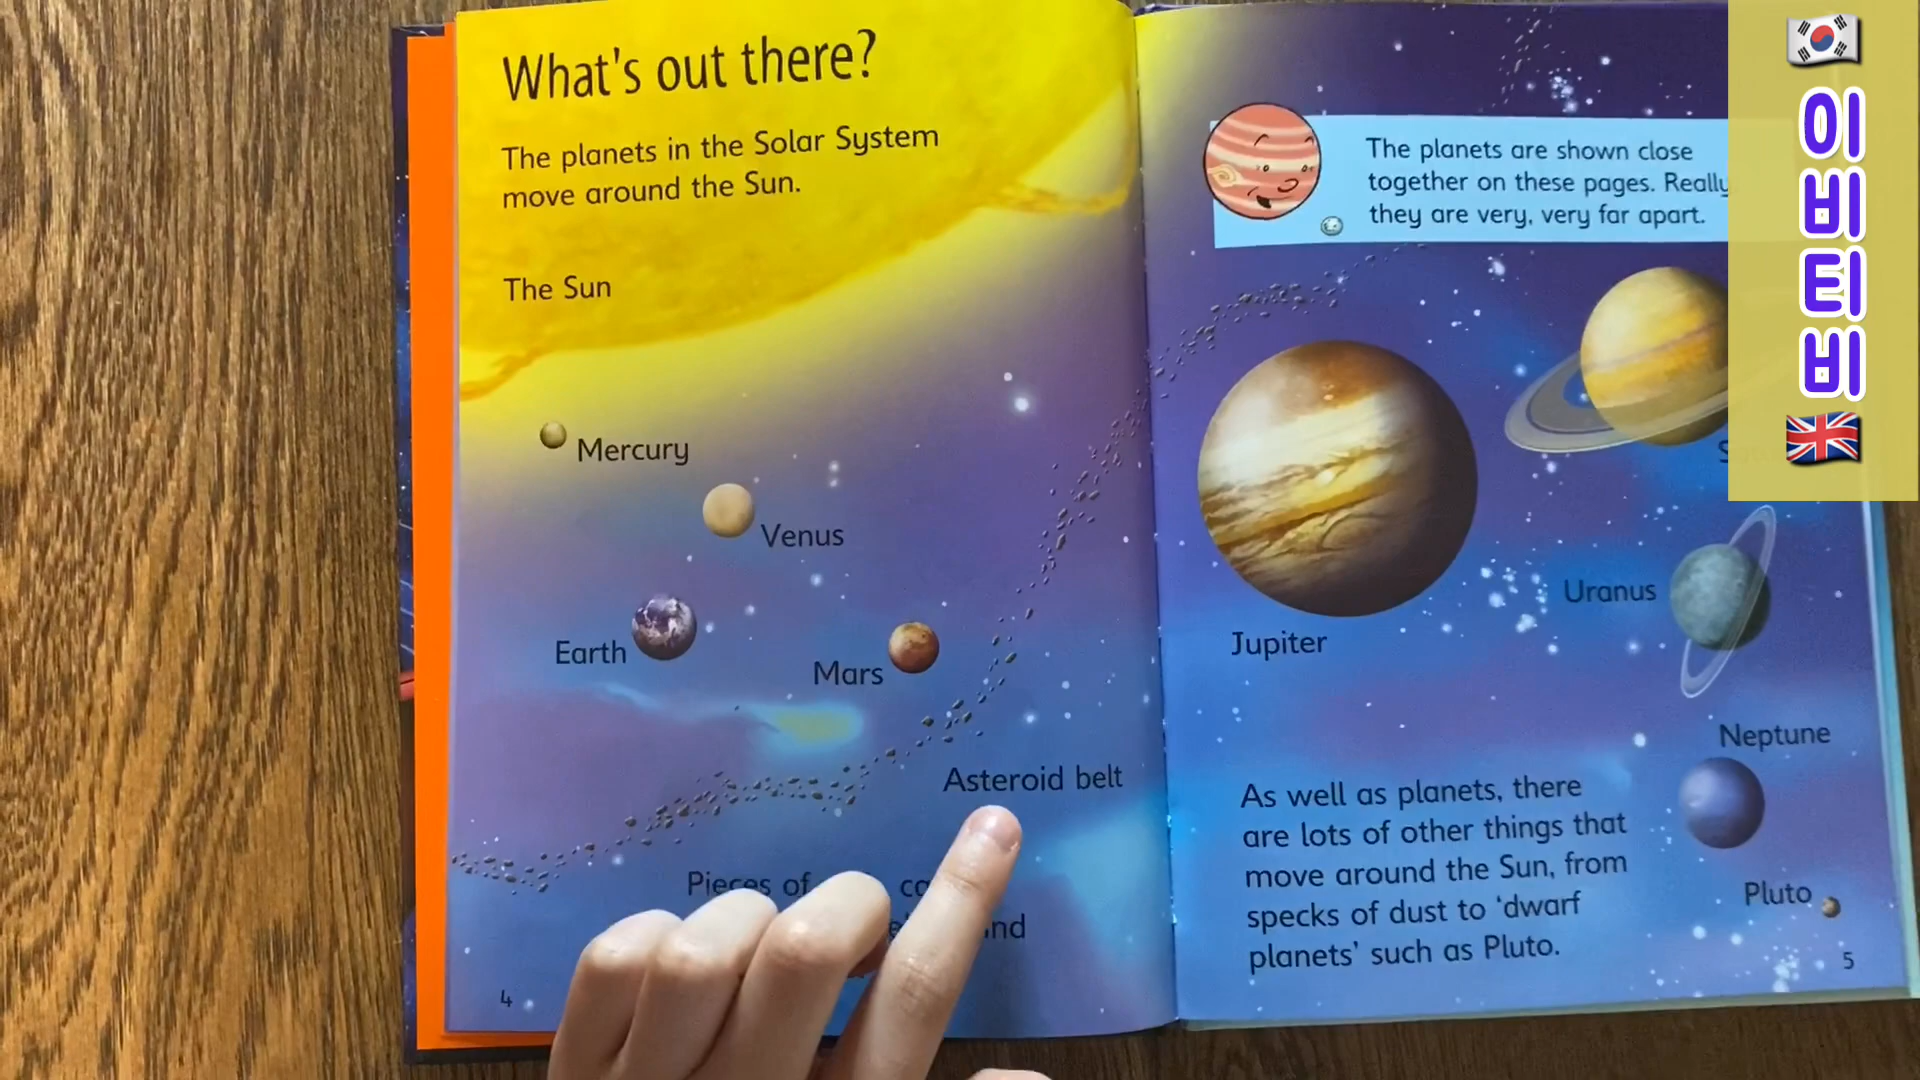 What's out there?
The planets in the Solar System
move around the Sun.
The Sun
Mercury
Venus
Earth
Mars
Asteroid belt
Pieces of
4
The planets are shown close
together on these pages. Really
they are very, very far apart.
Jupiter
Uranus
Neptune
Pluto
As well as planets, there
are lots of other things that
move around the Sun, from
specks of dust to ‘dwarf
planets’ such as Pluto.
5
이비티비